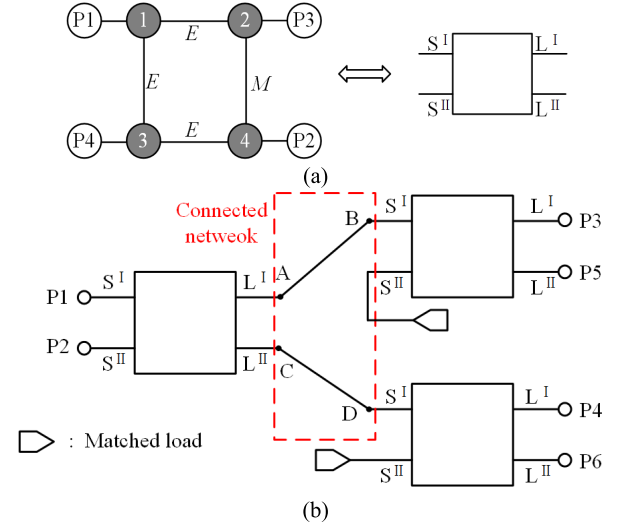 P1 1 E 2 P3
S I L I
E M
S II L II
P4 3 E 4 P2
(a)
Connected
netweok
B S I L I P3
A
S I L I S II L II P5
P1
P2
S II L II
C
D S I L I P4
: Matched load
S II L II P6
(b)